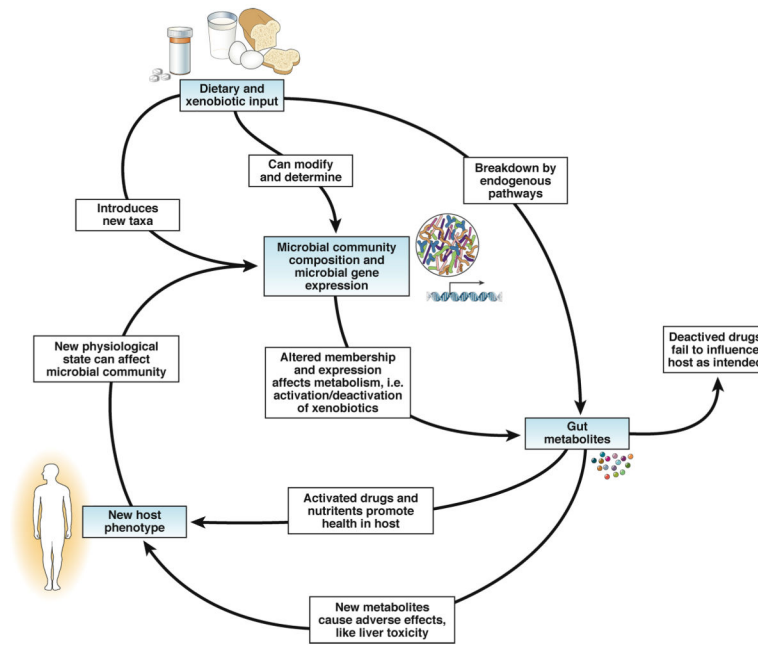 Dietary and
xenobiotic input
Can modify
and determine
Breakdown by
endogenous
pathways
Introduces
new taxa
Microbial community
composition and
microbial gene
expression
New physiological
state can affect
microbial community
Altered membership
and expression
affects metabolism, i.e.
activation/deactivation
of xenobiotics
Deactived drugs
fail to influence
host as intended
Gut
metabolites
Activated drugs and
nutritents promote
health in host
New host
phenotype
New metabolites
cause adverse effects,
like liver toxicity